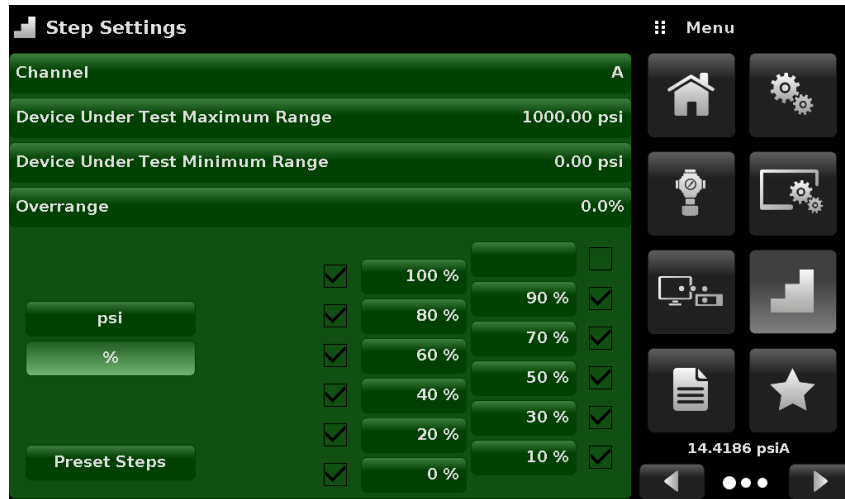 Step Settings
Menu
Channel A
Device Under Test Maximum Range 1000.00 psi
Device Under Test Minimum Range 0.00 psi
Overrange 0.0%
100 %
90 %
psi
80 %
70 %
%
60 %
50 %
40 %
30 %
20 %
10 %
Preset Steps
0 %
14.4186 psiA